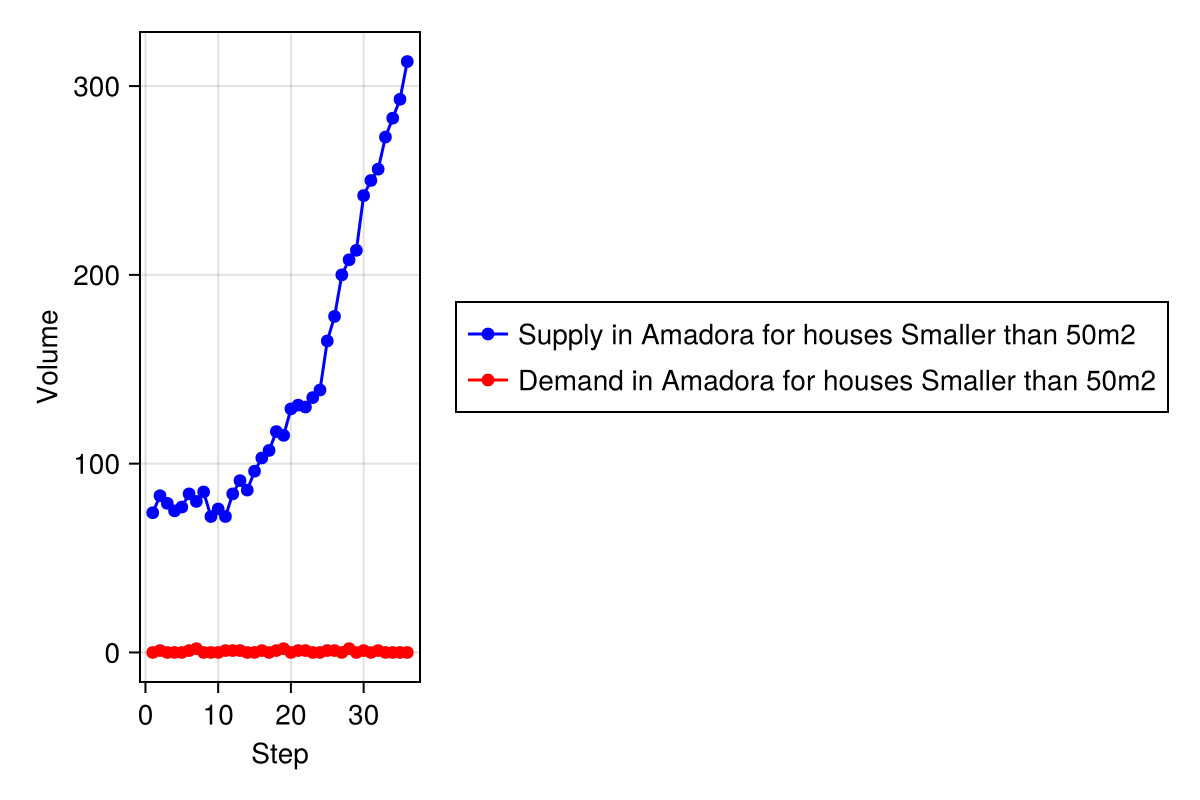 300
200
100
0
Volume
0 10 20 30
Step
Supply in Amadora for houses Smaller than 50m2
Demand in Amadora for houses Smaller than 50m2